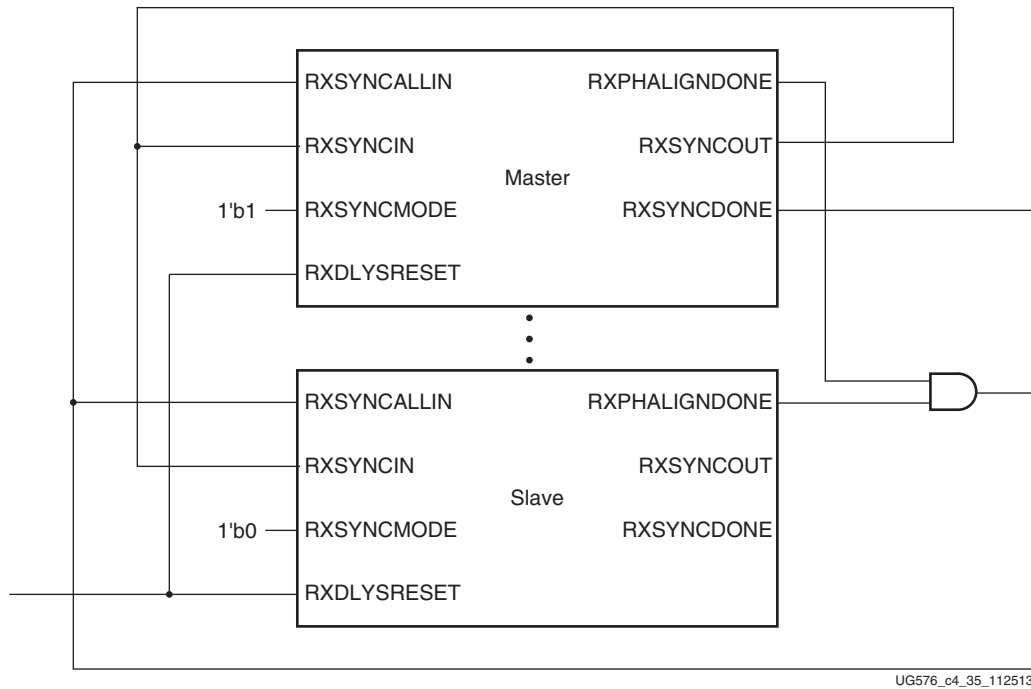 RXSYNCALLIN RXPHALIGNDONE
RXSYNCIN RXSYNCOUT
Master
1'b1 RXSYNCMODE RXSYNCDONE
RXDLYSRESET
RXSYNCALLIN RXPHALIGNDONE
RXSYNCIN RXSYNCOUT
Slave
1'b0 RXSYNCMODE RXSYNCDONE
RXDLYSRESET
UG576_c4_35_112513